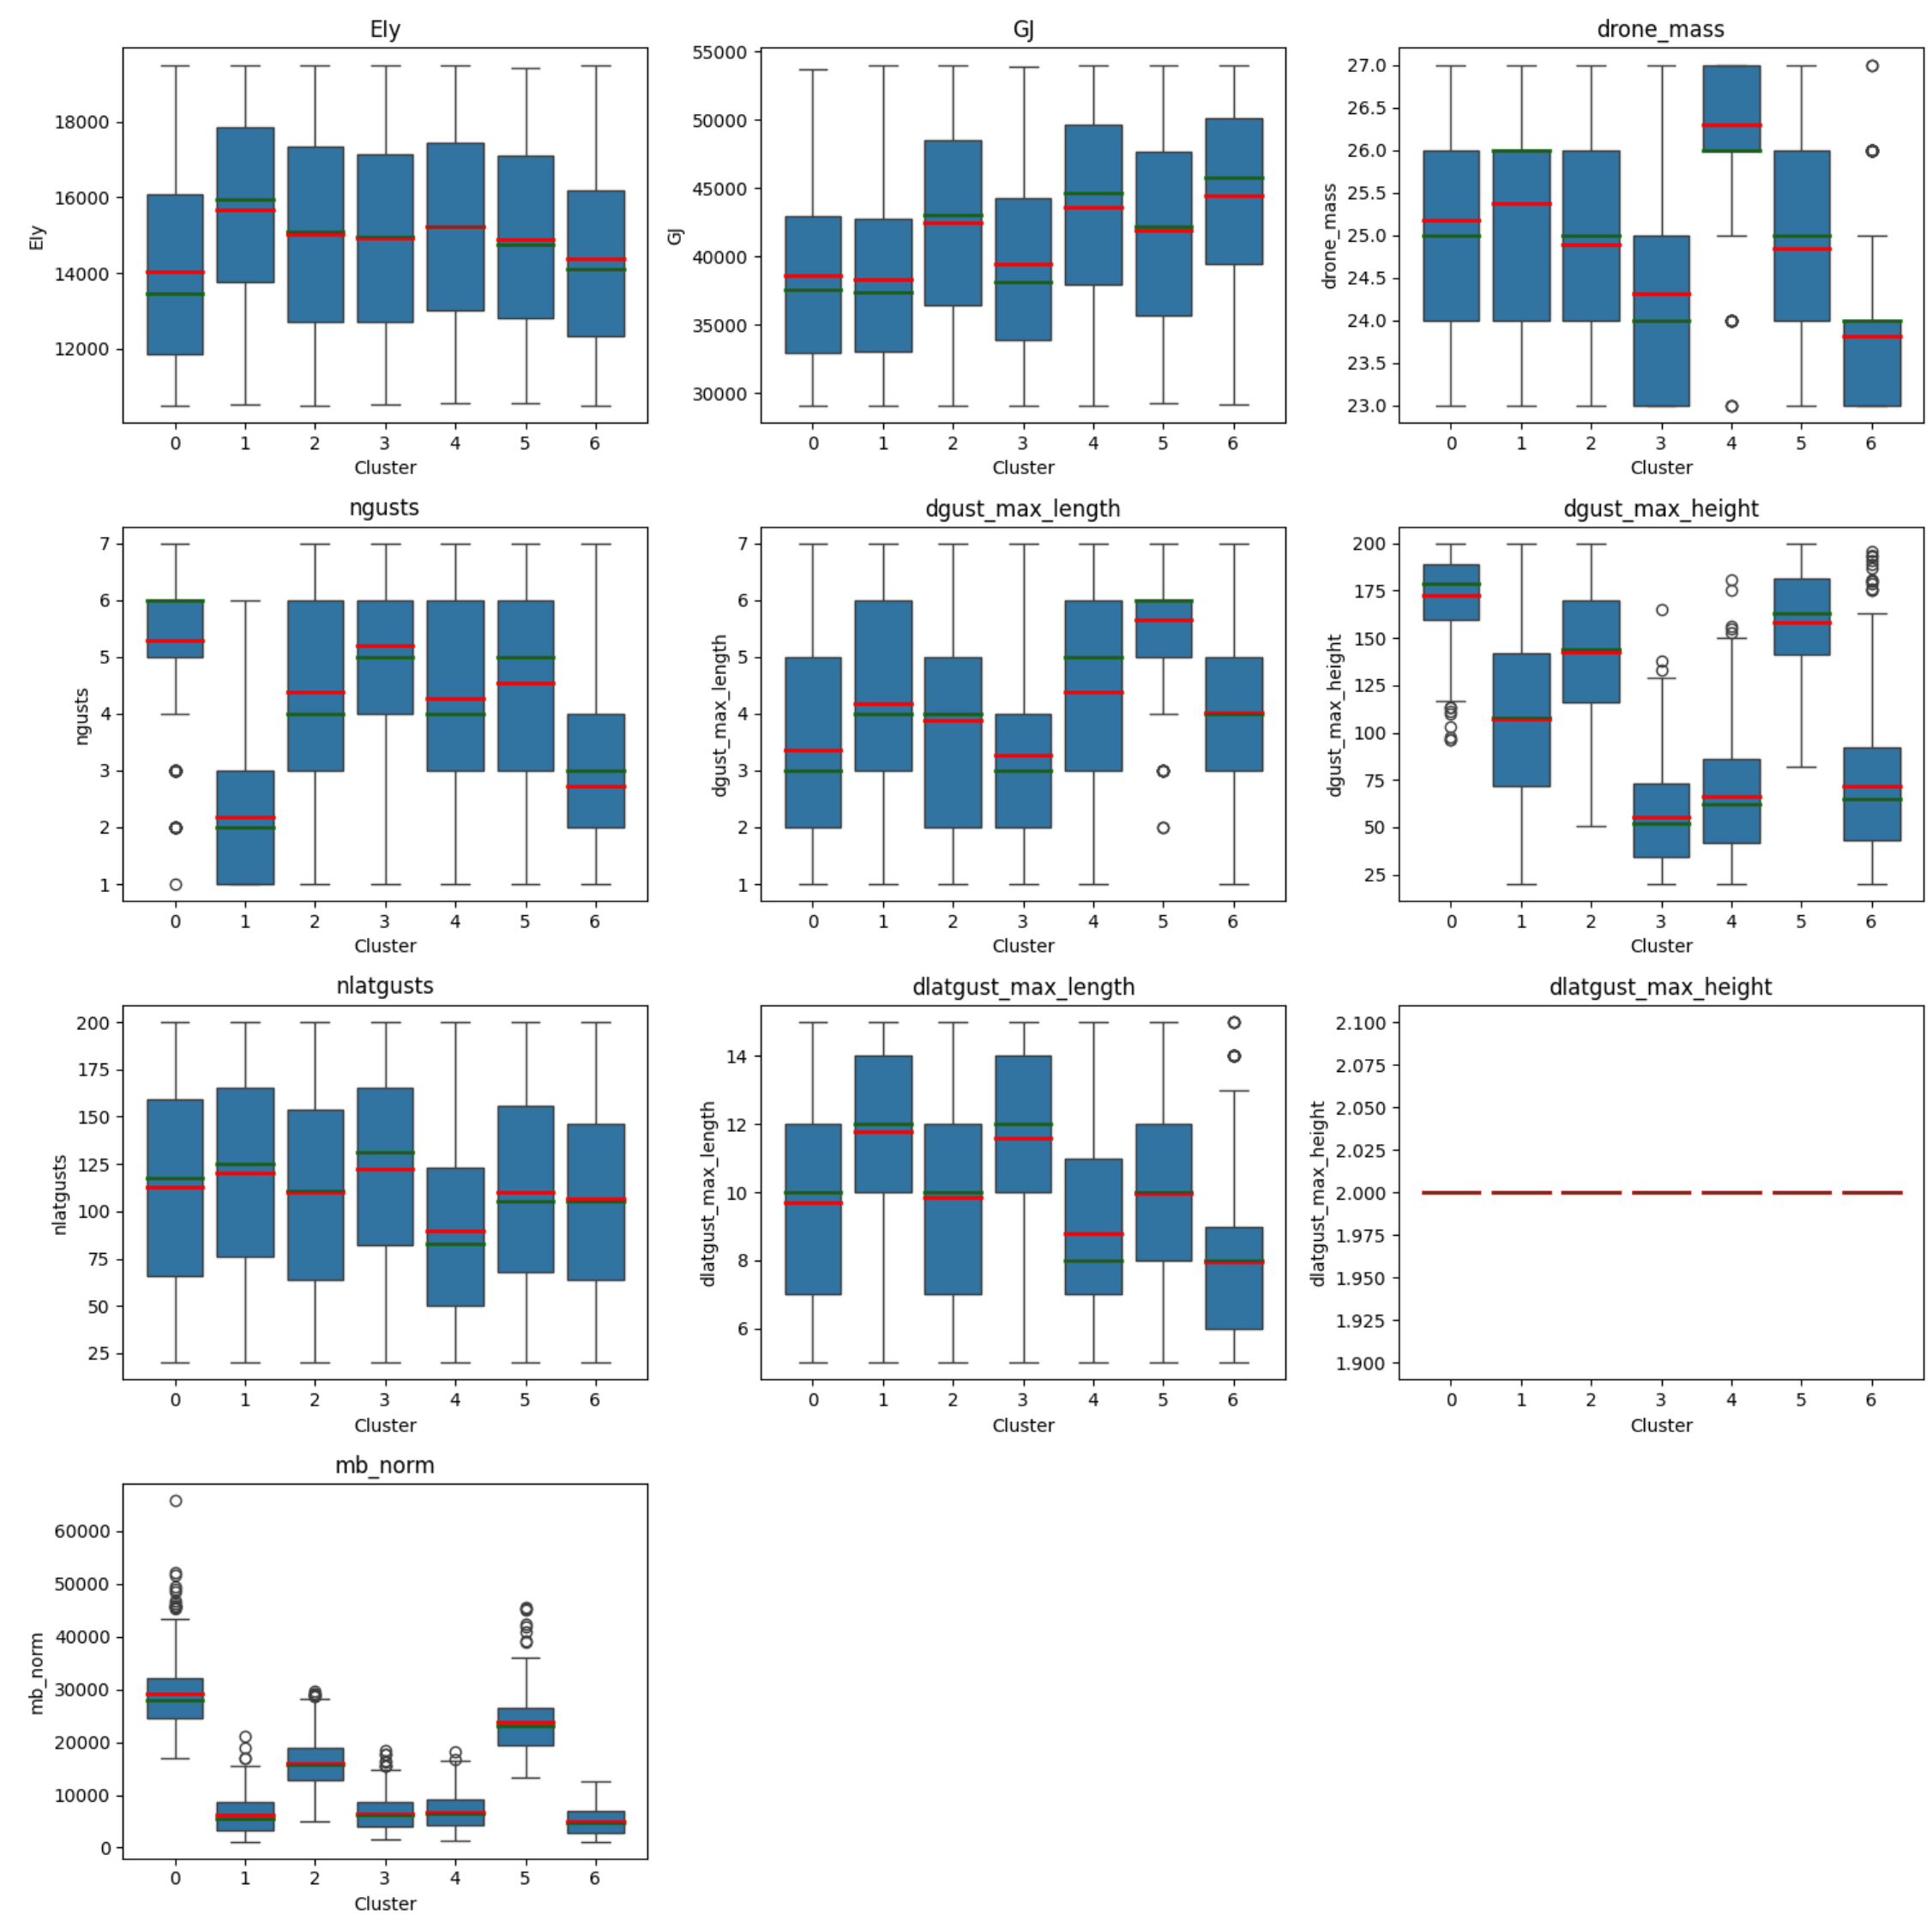 EIy
GJ
drone_mass
EIy
18000
16000
14000
12000
0 1 2 3 4 5 6
Cluster
GJ
55000
50000
45000
40000
35000
30000
0 1 2 3 4 5 6
Cluster
drone_mass
27.0
26.5
26.0
25.5
25.0
24.5
24.0
23.5
23.0
0 1 2 3 4 5 6
Cluster
ngusts
dgust_max_length
dgust_max_height
ngusts
7
6
5
4
3
2
1
0 1 2 3 4 5 6
Cluster
dgust_max_length
7
6
5
4
3
2
1
0 1 2 3 4 5 6
Cluster
dgust_max_height
200
175
150
125
100
75
50
25
0 1 2 3 4 5 6
Cluster
nlatgusts
dlatgust_max_length
dlatgust_max_height
nlatgusts
200
175
150
125
100
75
50
25
0 1 2 3 4 5 6
Cluster
dlatgust_max_length
14
12
10
8
6
0 1 2 3 4 5 6
Cluster
dlatgust_max_height
2.100
2.075
2.050
2.025
2.000
1.975
1.950
1.925
1.900
0 1 2 3 4 5 6
Cluster
mb_norm
mb_norm
60000
50000
40000
30000
20000
10000
0
0 1 2 3 4 5 6
Cluster